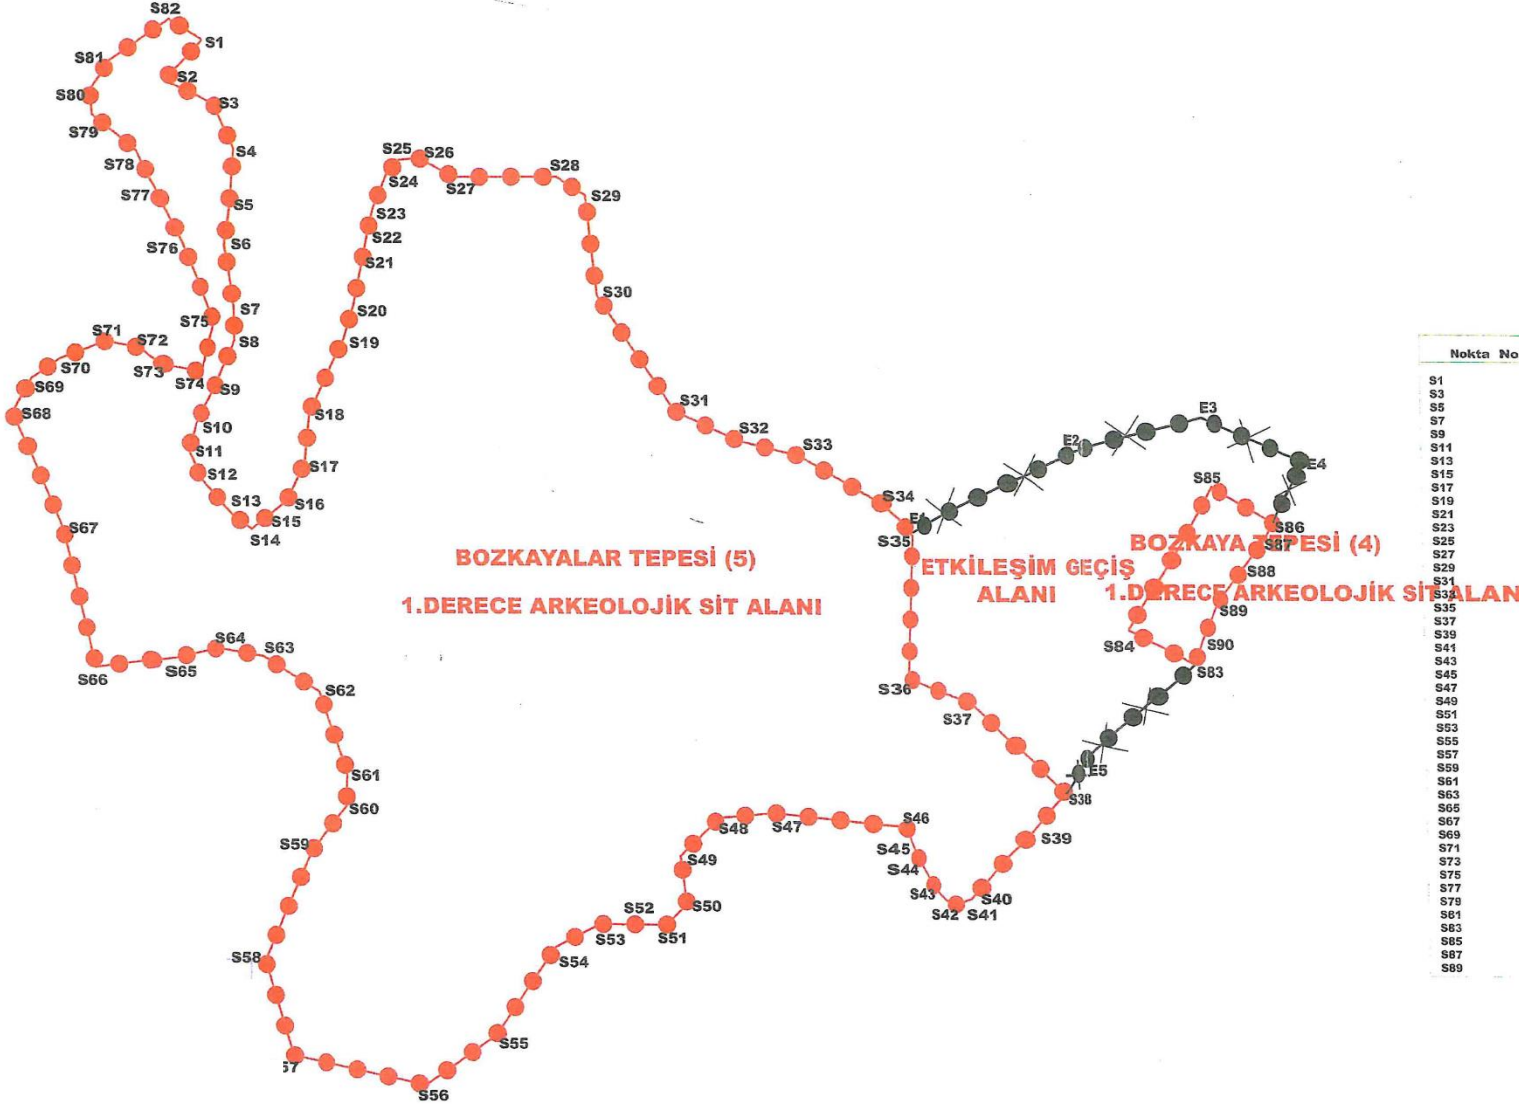 S82
S1
S81
S2
S80
S3
S79
S4
S78
S77
S5
S76
S6
S7
S75
S8
S71
S72
S70
S73
S74
S69
S9
S68
S10
S11
S12
S13
S14
S15
S16
S17
S18
S19
S20
S21
S22
S23
S24
S25
S26
S27
S28
S29
S30
S31
S32
S33
S34
S35
E1
E2
E3
E4
S85
S86
S87
S88
S89
S90
S83
S84
BOZKAYALAR TEPESİ (5)
1.DERECE ARKEOLOJİK SİT ALANI
ETKİLEŞİM GEÇİŞ
ALANI
BOZKAYA TEPESİ (4)
1.DERECE ARKEOLOJİK SİT ALAN
S36
S37
E5
S38
S39
S40
S41
S42
S43
S44
S45
S46
S47
S48
S49
S50
S51
S52
S53
S54
S55
S56
S7
S58
S59
S60
S61
S62
S63
S64
S65
S66
S67
Nokta No
S1
S3
S5
S7
S9
S11
S13
S15
S17
S19
S21
S23
S25
S27
S29
S31
S33
S35
S37
S39
S41
S43
S45
S47
S49
S51
S53
S55
S57
S59
S61
S63
S65
S67
S69
S71
S73
S75
S77
S79
S81
S83
S85
S87
S89